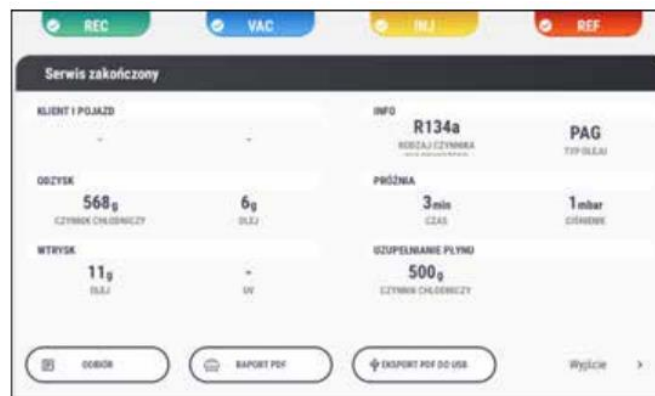 REC VAC INJ REF
Serwis zakończony
KLIENT I POJAZD INFO
- - R134a PAG
RODZAJ CZYNNIKA TYP OLEJU
ODZYSK PRÓŻNIA
568g 6g 3min 1mbar
CZYNNIK CHŁODNICZY OLEJ CZAS CIŚNIENIE
WTRYSK UZUPEŁNIANIE PŁYNU
11g - 500g
OLEJ UV CZYNNIK CHŁODNICZY
ODBIÓR RAPORT PDF EKSPORT PDF DO USB Wyjście >